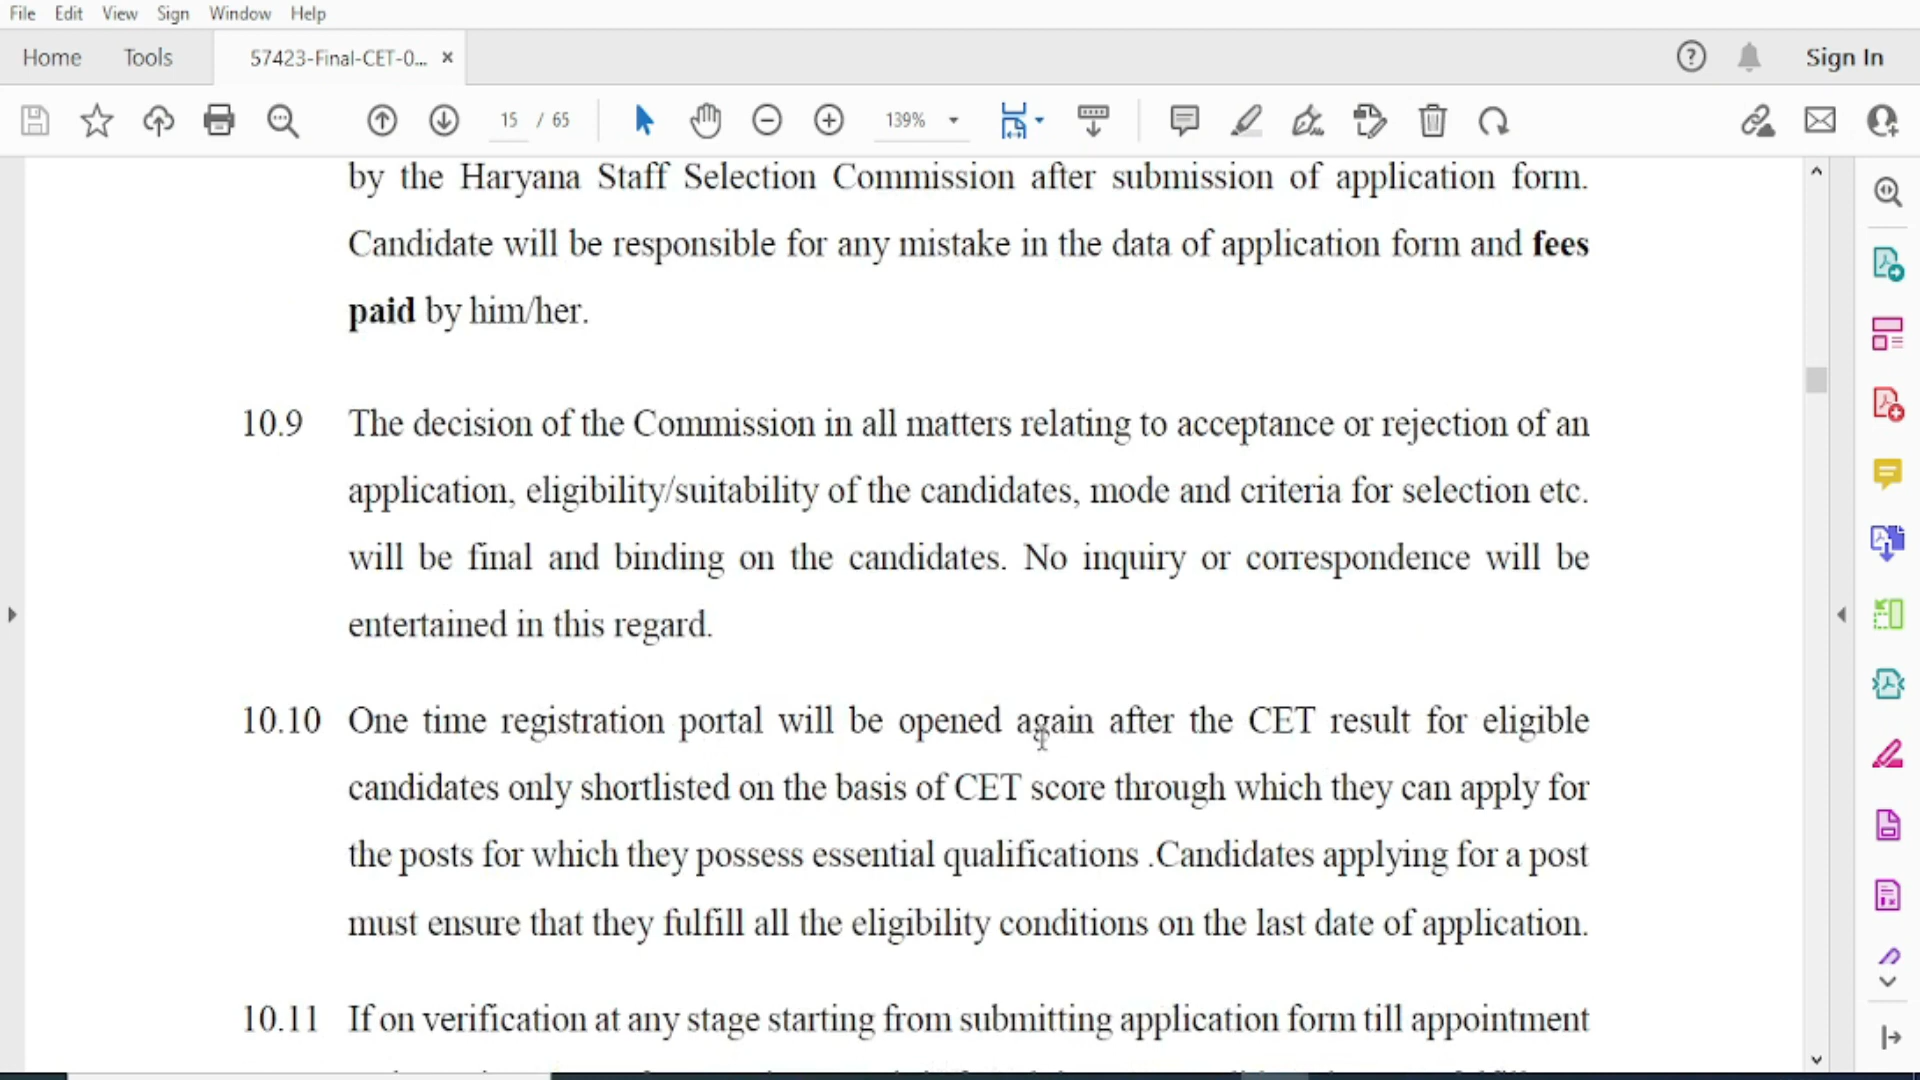 File Edit View Sign Window Help
Home Tools 57423-Final-CET-0... × Sign In
15 / 65 139%
by the Haryana Staff Selection Commission after submission of application form.
Candidate will be responsible for any mistake in the data of application form and fees
paid by him/her.
10.9 The decision of the Commission in all matters relating to acceptance or rejection of an
application, eligibility/suitability of the candidates, mode and criteria for selection etc.
will be final and binding on the candidates. No inquiry or correspondence will be
entertained in this regard.
10.10 One time registration portal will be opened again after the CET result for eligible
candidates only shortlisted on the basis of CET score through which they can apply for
the posts for which they possess essential qualifications .Candidates applying for a post
must ensure that they fulfill all the eligibility conditions on the last date of application.
10.11 If on verification at any stage starting from submitting application form till appointment